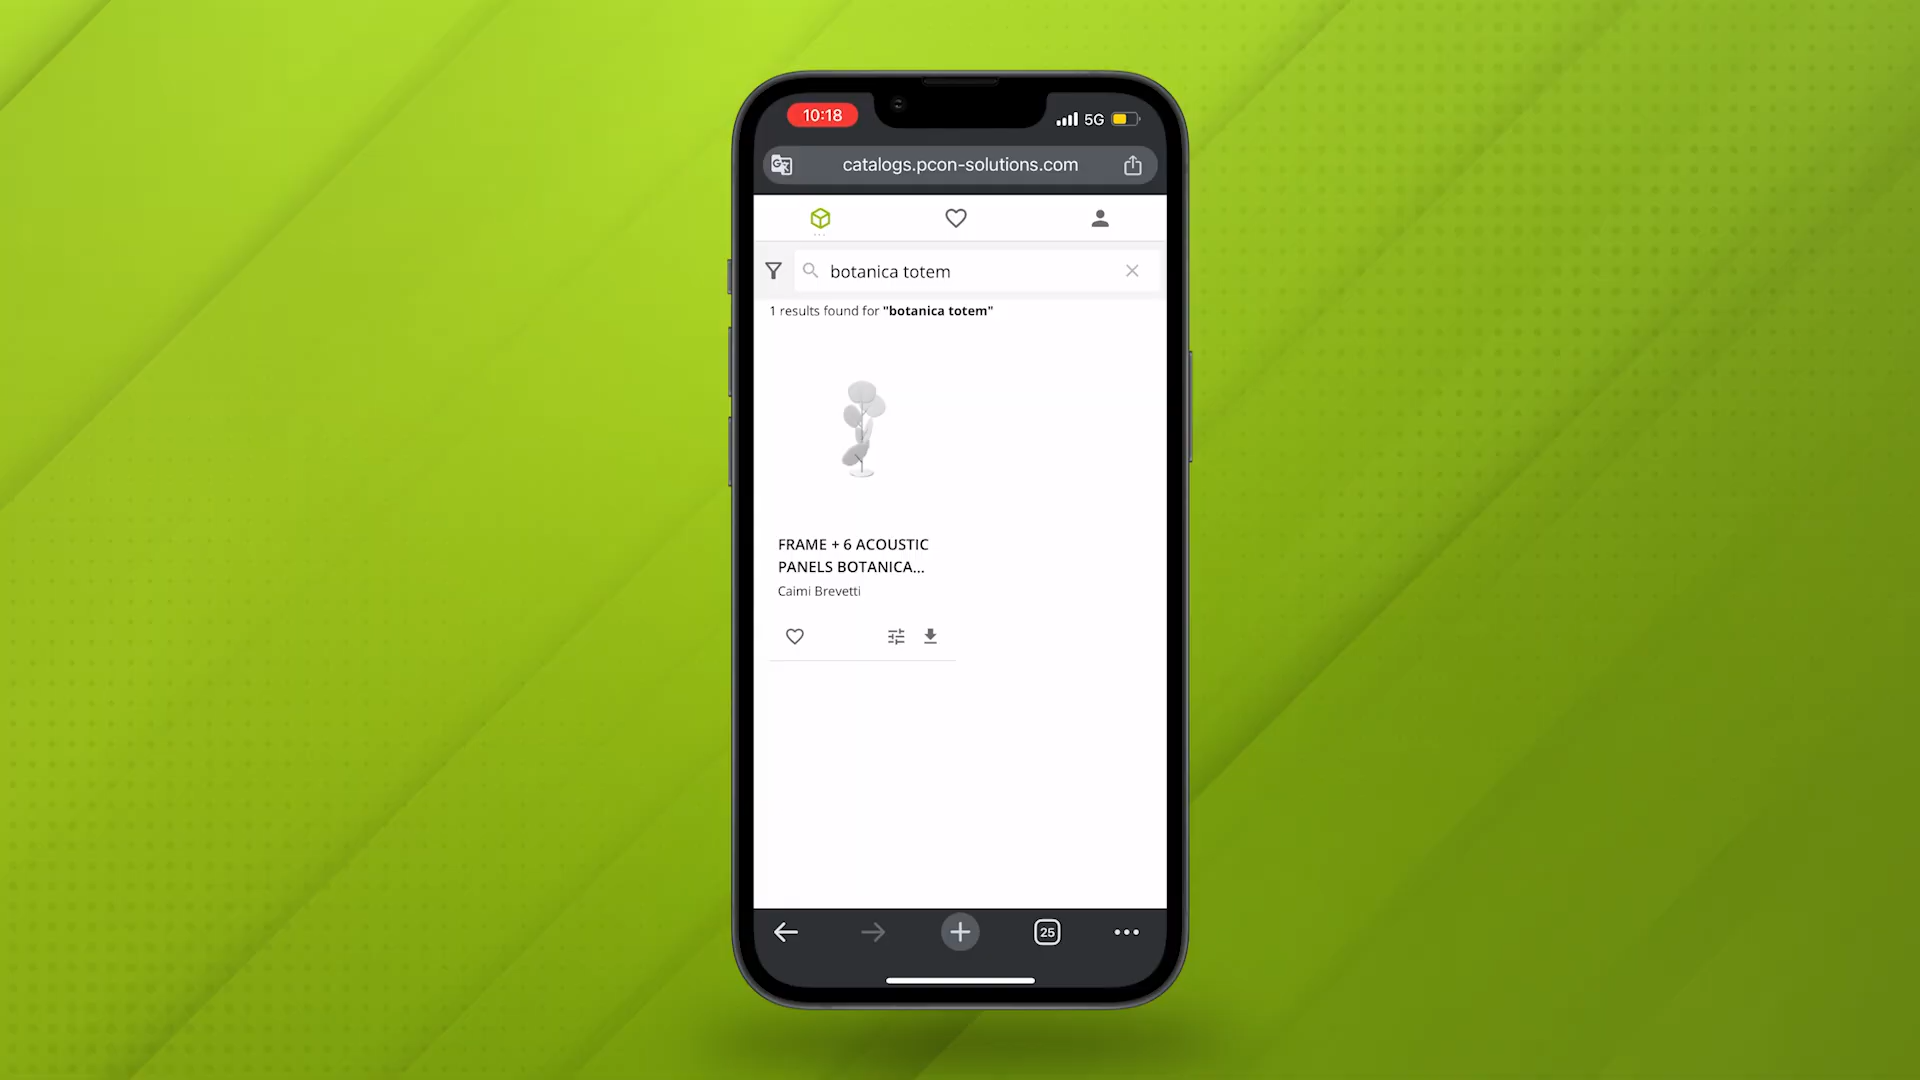 10:18
5G
catalogs.pcon-solutions.com
botanica totem
1 results found for "botanica totem"
FRAME + 6 ACOUSTIC
PANELS BOTANICA...
Caimi Brevetti
25